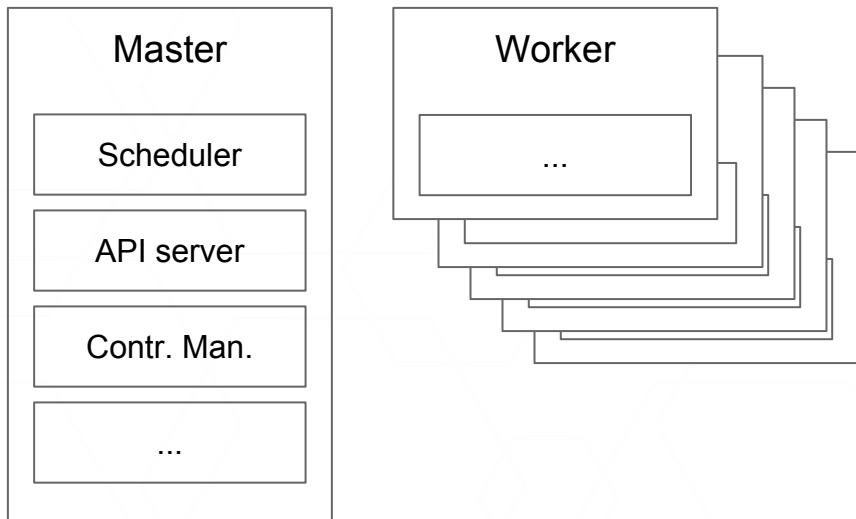 Master
Scheduler
API server
Contr. Man.
...
Worker
...